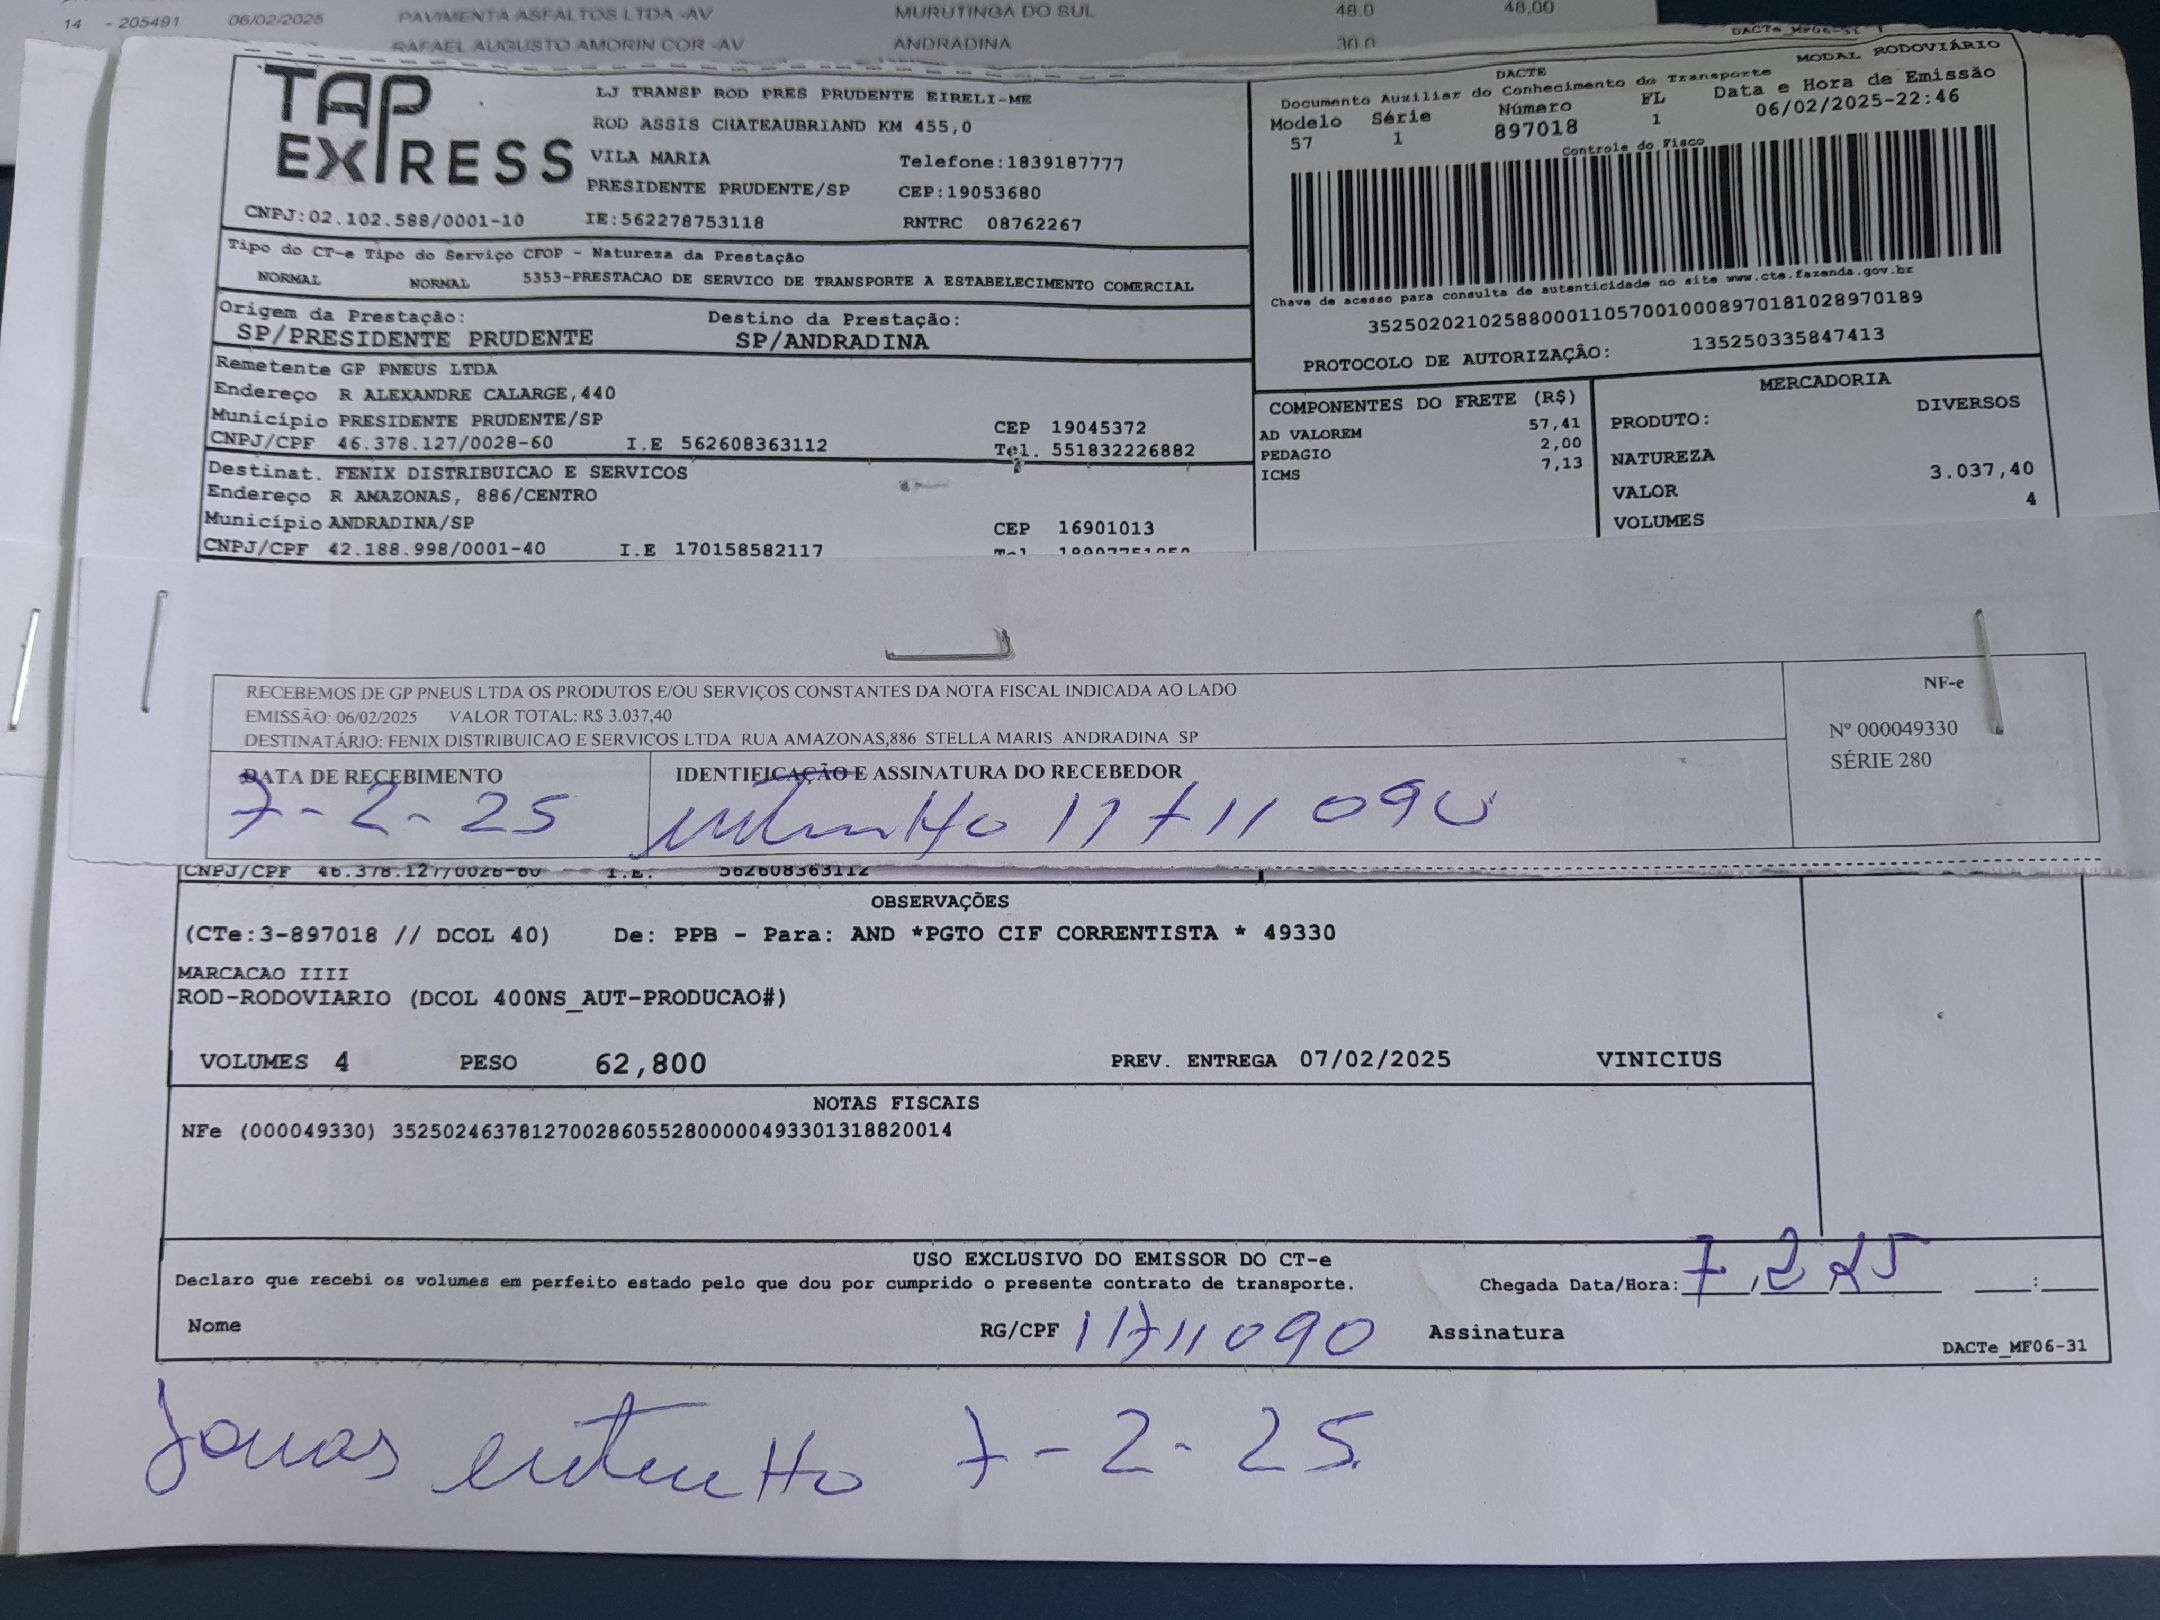 14 - 205491 06/02/2025 PAVIMENTA ASFALTOS LTDA -AV MURUTINGA DO SUL 48.0 48,00
RAFAEL AUGUSTO AMORIN COR -AV ANDRADINA 30.0
DACTe_MF06-31
TAP EXPRESS
LJ TRANSP ROD PRES PRUDENTE EIRELI-ME
ROD ASSIS CHATEAUBRIAND KM 455,0
VILA MARIA Telefone:1839187777
PRESIDENTE PRUDENTE/SP CEP:19053680
CNPJ:02.102.588/0001-10 IE:562278753118 RNTRC 08762267
DACTE MODAL RODOVIÁRIO
Documento Auxiliar do Conhecimento de Transporte
Modelo Série Número FL Data e Hora de Emissão
57 1 897018 1 06/02/2025-22:46
Controle do Fisco
Chave de acesso para consulta de autenticidade no site www.cte.fazenda.gov.br
35250202102588000110570010008970181028970189
PROTOCOLO DE AUTORIZAÇÃO: 135250335847413
Tipo do CT-e Tipo do Serviço CFOP - Natureza da Prestação
NORMAL NORMAL 5353-PRESTACAO DE SERVICO DE TRANSPORTE A ESTABELECIMENTO COMERCIAL
Origem da Prestação: Destino da Prestação:
SP/PRESIDENTE PRUDENTE SP/ANDRADINA
Remetente GP PNEUS LTDA
Endereço R ALEXANDRE CALARGE,440
Município PRESIDENTE PRUDENTE/SP CEP 19045372
CNPJ/CPF 46.378.127/0028-60 I.E 562608363112 Tel. 551832226882
Destinat. FENIX DISTRIBUICAO E SERVICOS
Endereço R AMAZONAS, 886/CENTRO
Município ANDRADINA/SP CEP 16901013
CNPJ/CPF 42.188.998/0001-40 I.E 170158582117 Tel
COMPONENTES DO FRETE (R$)
AD VALOREM 57,41
PEDAGIO 2,00
ICMS 7,13
MERCADORIA
PRODUTO: DIVERSOS
NATUREZA
VALOR 3.037,40
VOLUMES 4
RECEBEMOS DE GP PNEUS LTDA OS PRODUTOS E/OU SERVIÇOS CONSTANTES DA NOTA FISCAL INDICADA AO LADO
EMISSÃO: 06/02/2025 VALOR TOTAL: R$ 3.037,40
DESTINATÁRIO: FENIX DISTRIBUICAO E SERVICOS LTDA RUA AMAZONAS,886 STELLA MARIS ANDRADINA SP
NF-e
Nº 000049330
SÉRIE 280
DATA DE RECEBIMENTO IDENTIFICAÇÃO E ASSINATURA DO RECEBEDOR
7-2-25 11711090
CNPJ/CPF 46.378.127/0028-60 I.E. 562608363112
OBSERVAÇÕES
(CTe:3-897018 // DCOL 40) De: PPB - Para: AND *PGTO CIF CORRENTISTA * 49330
MARCACAO IIII
ROD-RODOVIARIO (DCOL 400NS_AUT-PRODUCAO#)
VOLUMES 4 PESO 62,800 PREV. ENTREGA 07/02/2025 VINICIUS
NOTAS FISCAIS
NFe (000049330) 35250246378127002860552800000493301318820014
USO EXCLUSIVO DO EMISSOR DO CT-e
Declaro que recebi os volumes em perfeito estado pelo que dou por cumprido o presente contrato de transporte. Chegada Data/Hora: 7/2/25 :
Nome RG/CPF 11711090 Assinatura
DACTe_MF06-31
Jonas 7-2-25.